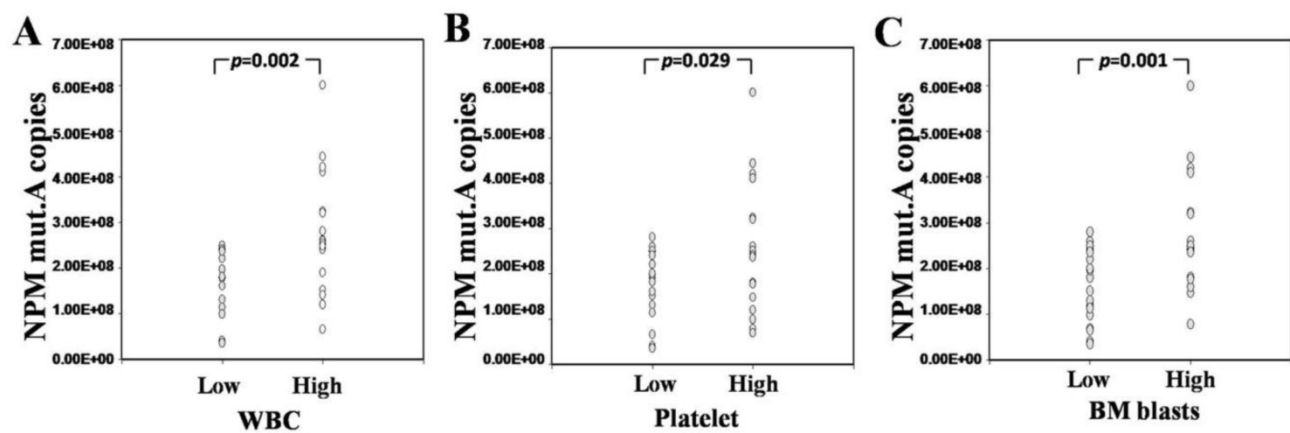 A
NPM mut.A copies
7.00E+08
6.00E+08
5.00E+08
4.00E+08
3.00E+08
2.00E+08
1.00E+08
0.00E+00
p=0.002
Low High
WBC
B
NPM mut.A copies
7.00E+08
6.00E+08
5.00E+08
4.00E+08
3.00E+08
2.00E+08
1.00E+08
0.00E+00
p=0.029
Low High
Platelet
C
NPM mut.A copies
7.00E+08
6.00E+08
5.00E+08
4.00E+08
3.00E+08
2.00E+08
1.00E+08
0.00E+00
p=0.001
Low High
BM blasts